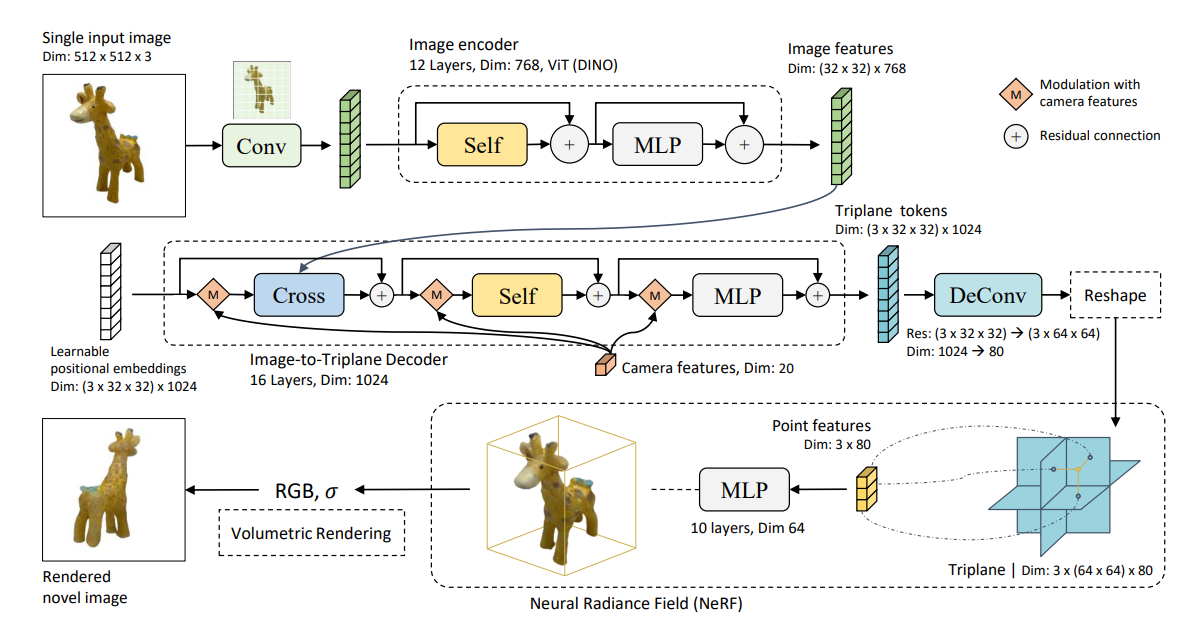 Single input image
Dim: 512 x 512 x 3
Conv
Image encoder
12 Layers, Dim: 768, ViT (DINO)
Self
+
MLP
+
Image features
Dim: (32 x 32) x 768
M
Modulation with
camera features
+
Residual connection
Learnable
positional embeddings
Dim: (3 x 32 x 32) x 1024
M
Cross
+
M
Self
+
M
MLP
+
Image-to-Triplane Decoder
16 Layers, Dim: 1024
Camera features, Dim: 20
Triplane tokens
Dim: (3 x 32 x 32) x 1024
DeConv
Res: (3 x 32 x 32) → (3 x 64 x 64)
Dim: 1024 → 80
Reshape
Point features
Dim: 3 x 80
MLP
10 layers, Dim 64
Triplane | Dim: 3 x (64 x 64) x 80
Neural Radiance Field (NeRF)
RGB, σ
Volumetric Rendering
Rendered
novel image